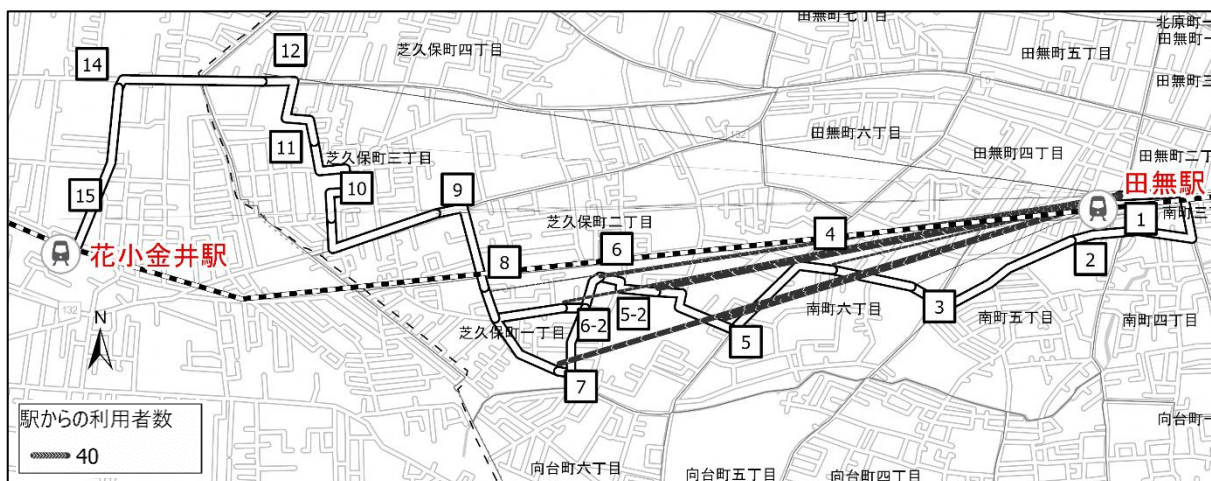 田無町七丁目
北原町一
田無町一
14
12
芝久保町四丁目
田無町五丁目
田無町三
132
田無町六丁目
11
芝久保町三丁目
田無町四丁目
田無町二丁
10
9
田無駅
15
1
南町三丁
芝久保町二丁目
4
花小金井駅
6
2
8
132
N
南町六丁目
3
南町五丁目
南町四丁目
芝久保町一丁目
6-2
5-2
5
7
駅からの利用者数
40
向台町一
向台町六丁目
向台町五丁目
向台町四丁目